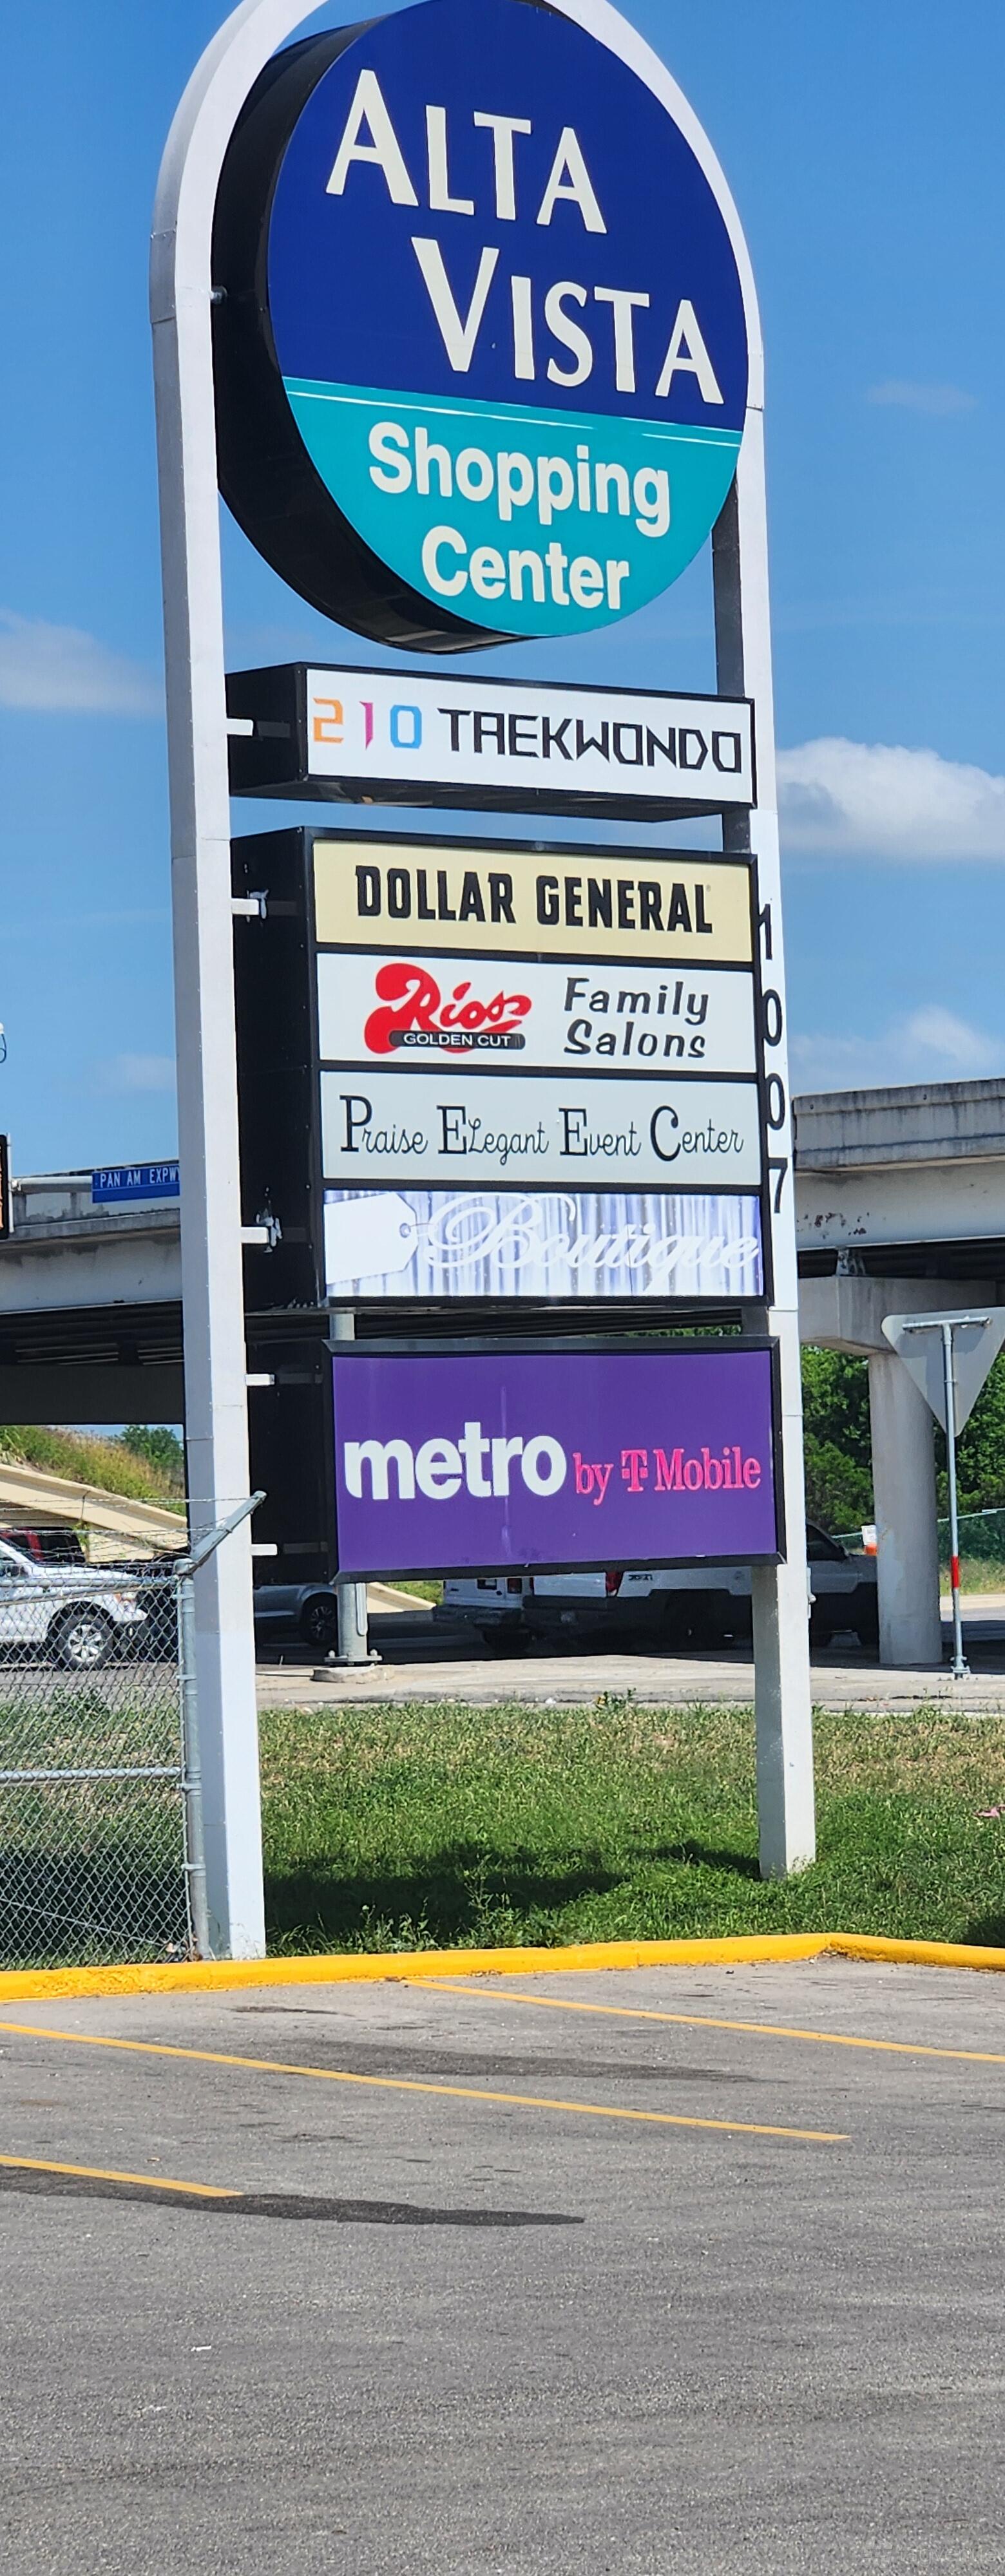 ALTA
VISTA
Shopping
Center
210 TAEKWONDO
DOLLAR GENERAL
Rios
GOLDEN CUT
Family
Salons
Praise ELegant Event Center
Boutique
metro by T Mobile
1007
PAN AM EXPW